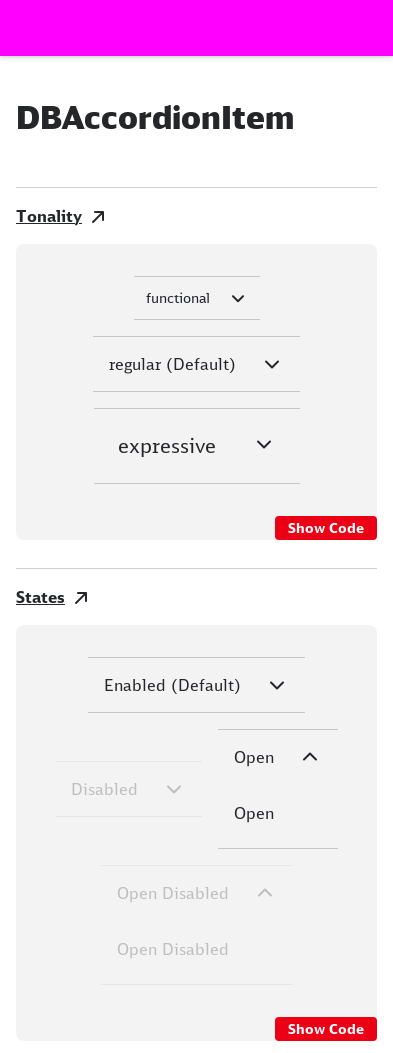 DBAccordionItem
Tonality
functional
regular (Default)
expressive
Show Code
States
Enabled (Default)
Disabled
Open
Open
Open Disabled
Open Disabled
Show Code